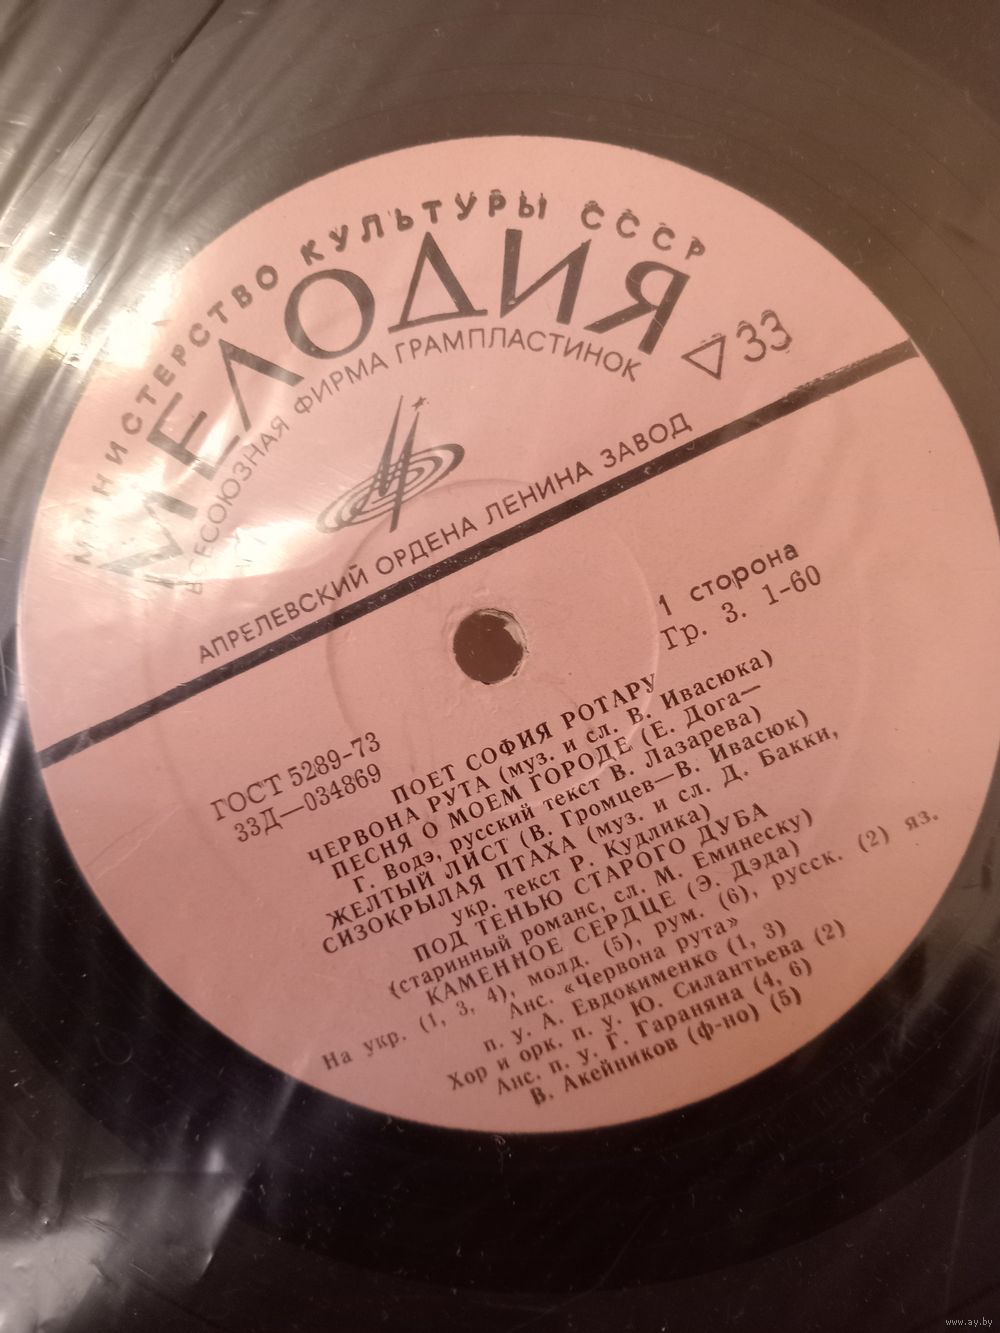 МИНИСТЕРСТВО КУЛЬТУРЫ СССР
МЕЛОДИЯ
ВСЕСОЮЗНАЯ ФИРМА ГРАМПЛАСТИНОК
33
АПРЕЛЕВСКИЙ ОРДЕНА ЛЕНИНА ЗАВОД
1 сторона
Гр. 3. 1-60
ГОСТ 5289-73
33Д—034869
ПОЕТ СОФИЯ РОТАРУ
ЧЕРВОНА РУТА (муз. и сл. В. Ивасюка)
ПЕСНЯ О МОЕМ ГОРОДЕ (Е. Дога—
Г. Водэ, русский текст В. Лазарева)
ЖЕЛТЫЙ ЛИСТ (В. Громцев—В. Ивасюк)
СИЗОКРЫЛАЯ ПТАХА (муз. и сл. Д. Бакки,
укр. текст Р. Кудлика)
ПОД ТЕНЬЮ СТАРОГО ДУБА
(старинный романс, сл. М. Еминеску)
КАМЕННОЕ СЕРДЦЕ (Э. Дэда)
На укр. (1, 3, 4), молд. (5), рум. (6), русск. (2) яз.
Анс. «Червона рута»
п. у. А. Евдокименко (1, 3)
Хор и орк. п. у. Ю. Силантьева (2)
Анс. п. у. Г. Гараняна (4, 6)
В. Акейников (ф-но) (5)
www.ay.by